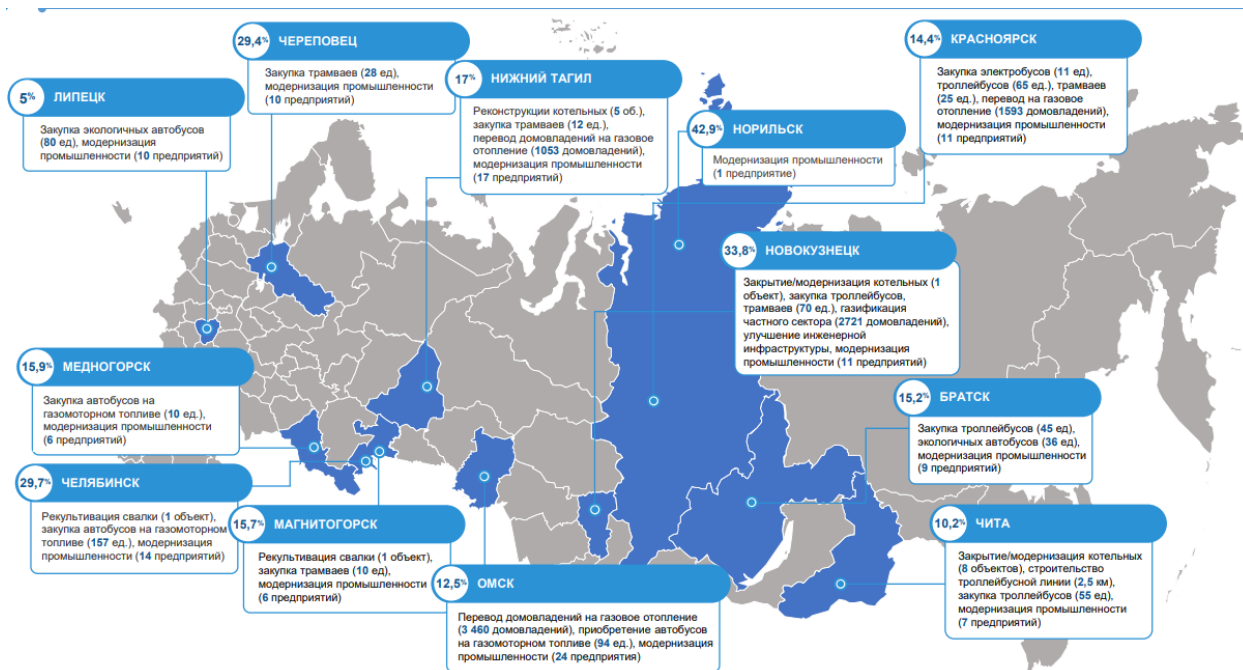 29,4% ЧЕРЕПОВЕЦ
Закупка трамваев (28 ед),
модернизация промышленности
(10 предприятий)
5% ЛИПЕЦК
Закупка экологичных автобусов
(80 ед), модернизация
промышленности (10 предприятий)
17% НИЖНИЙ ТАГИЛ
Реконструкции котельных (5 об.),
закупка трамваев (12 ед.),
перевод домовладений на газовое
отопление (1053 домовладений),
модернизация промышленности
(17 предприятий)
42,9% НОРИЛЬСК
Модернизация промышленности
(1 предприятие)
14,4% КРАСНОЯРСК
Закупка электробусов (11 ед),
троллейбусов (65 ед.), трамваев
(25 ед.), перевод на газовое
отопление (1593 домовладений),
модернизация промышленности
(11 предприятий)
33,8% НОВОКУЗНЕЦК
Закрытие/модернизация котельных (1
объект), закупка троллейбусов,
трамваев (70 ед.), газификация
частного сектора (2721 домовладений),
улучшение инженерной
инфраструктуры, модернизация
промышленности (11 предприятий)
15,9% МЕДНОГОРСК
Закупка автобусов на
газомоторном топливе (10 ед.),
модернизация промышленности
(6 предприятий)
15,2% БРАТСК
Закупка троллейбусов (45 ед),
экологичных автобусов (36 ед),
модернизация промышленности
(9 предприятий)
29,7% ЧЕЛЯБИНСК
Рекультивация свалки (1 объект),
закупка автобусов на газомоторном
топливе (157 ед.), модернизация
промышленности (14 предприятий)
15,7% МАГНИТОГОРСК
Рекультивация свалки (1 объект),
закупка трамваев (10 ед),
модернизация промышленности
(6 предприятий)
12,5% ОМСК
Перевод домовладений на газовое отопление
(3 460 домовладений), приобретение автобусов
на газомоторном топливе (94 ед.), модернизация
промышленности (24 предприятия)
10,2% ЧИТА
Закрытие/модернизация котельных
(8 объектов), строительство
троллейбусной линии (2,5 км),
закупка троллейбусов (55 ед),
модернизация промышленности
(7 предприятий)